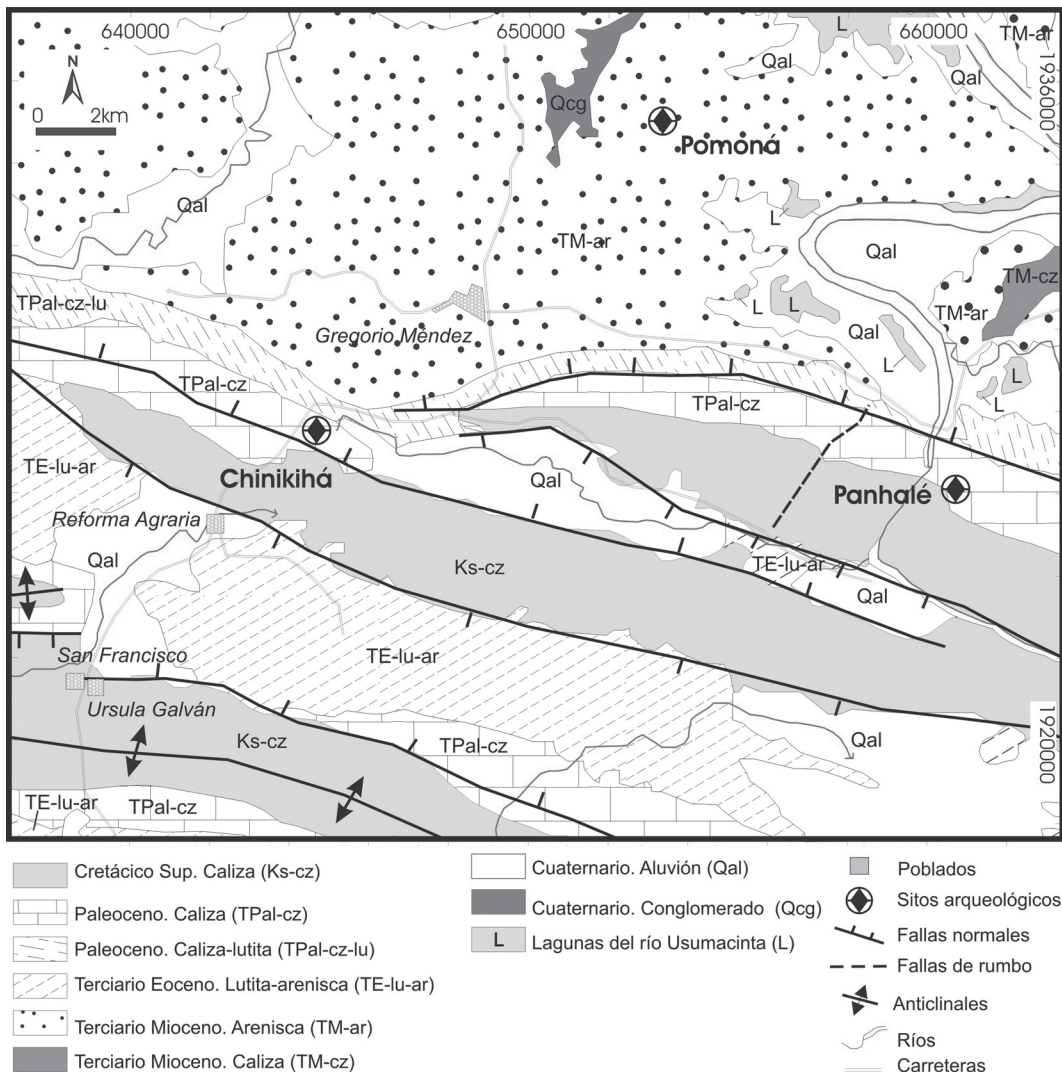 640000
650000
660000
1936000
1920000
N
0 2km
L
Qal
Qal
TM-ar
Qcg
Pomoná
Qal
L
TM-ar
Qal
TM-cz
L
L
TM-ar
TPal-cz-lu
Gregorio Méndez
Qal
L
L
TPal-cz
TPal-cz
TE-lu-ar
Chinikihá
Qal
Panhalé
Reforma Agraria
Qal
Ks-cz
TE-lu-ar
Qal
San Francisco
TE-lu-ar
Ursula Galván
Ks-cz
TPal-cz
Qal
TE-lu-ar
TPal-cz
Cretácico Sup. Caliza (Ks-cz)
Paleoceno. Caliza (TPal-cz)
Paleoceno. Caliza-lutita (TPal-cz-lu)
Terciario Eoceno. Lutita-arenisca (TE-lu-ar)
Terciario Mioceno. Arenisca (TM-ar)
Terciario Mioceno. Caliza (TM-cz)
Cuaternario. Aluvión (Qal)
Cuaternario. Conglomerado (Qcg)
L Lagunas del río Usumacinta (L)
Poblados
Sitos arqueológicos
Fallas normales
Fallas de rumbo
Anticlinales
Ríos
Carreteras